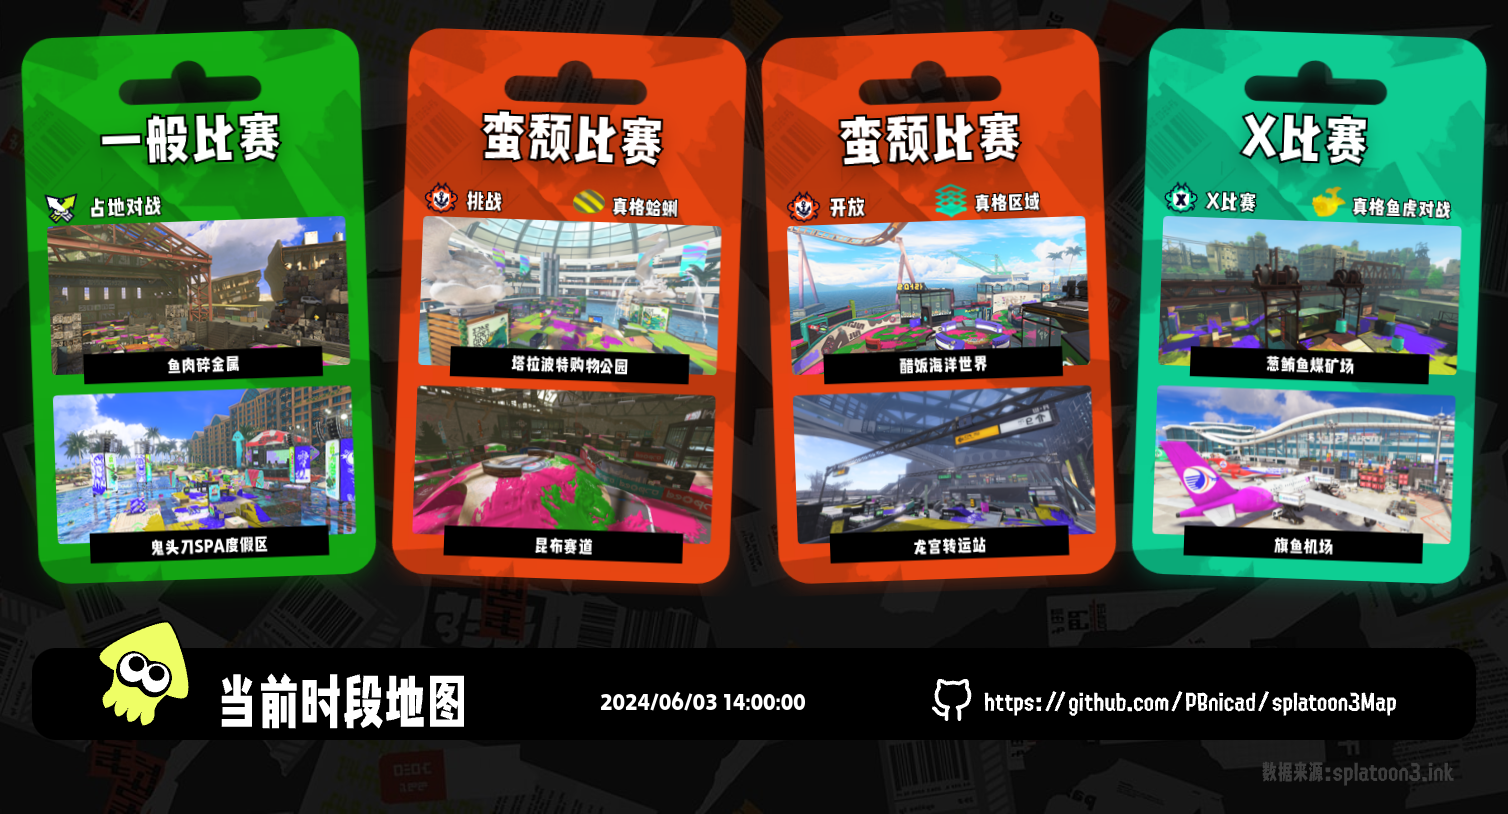 一般比赛
占地对战
鱼肉碎金属
鬼头刀SPA度假区
蛮颓比赛
挑战
真格蛤蜊
塔拉波特购物公园
昆布赛道
蛮颓比赛
开放
真格区域
醋饭海洋世界
龙宫转运站
X比赛
X比赛
真格鱼虎对战
葱鲔鱼煤矿场
旗鱼机场
当前时段地图
2024/06/03 14:00:00
https://github.com/PBnicad/splatoon3Map
数据来源:splatoon3.ink